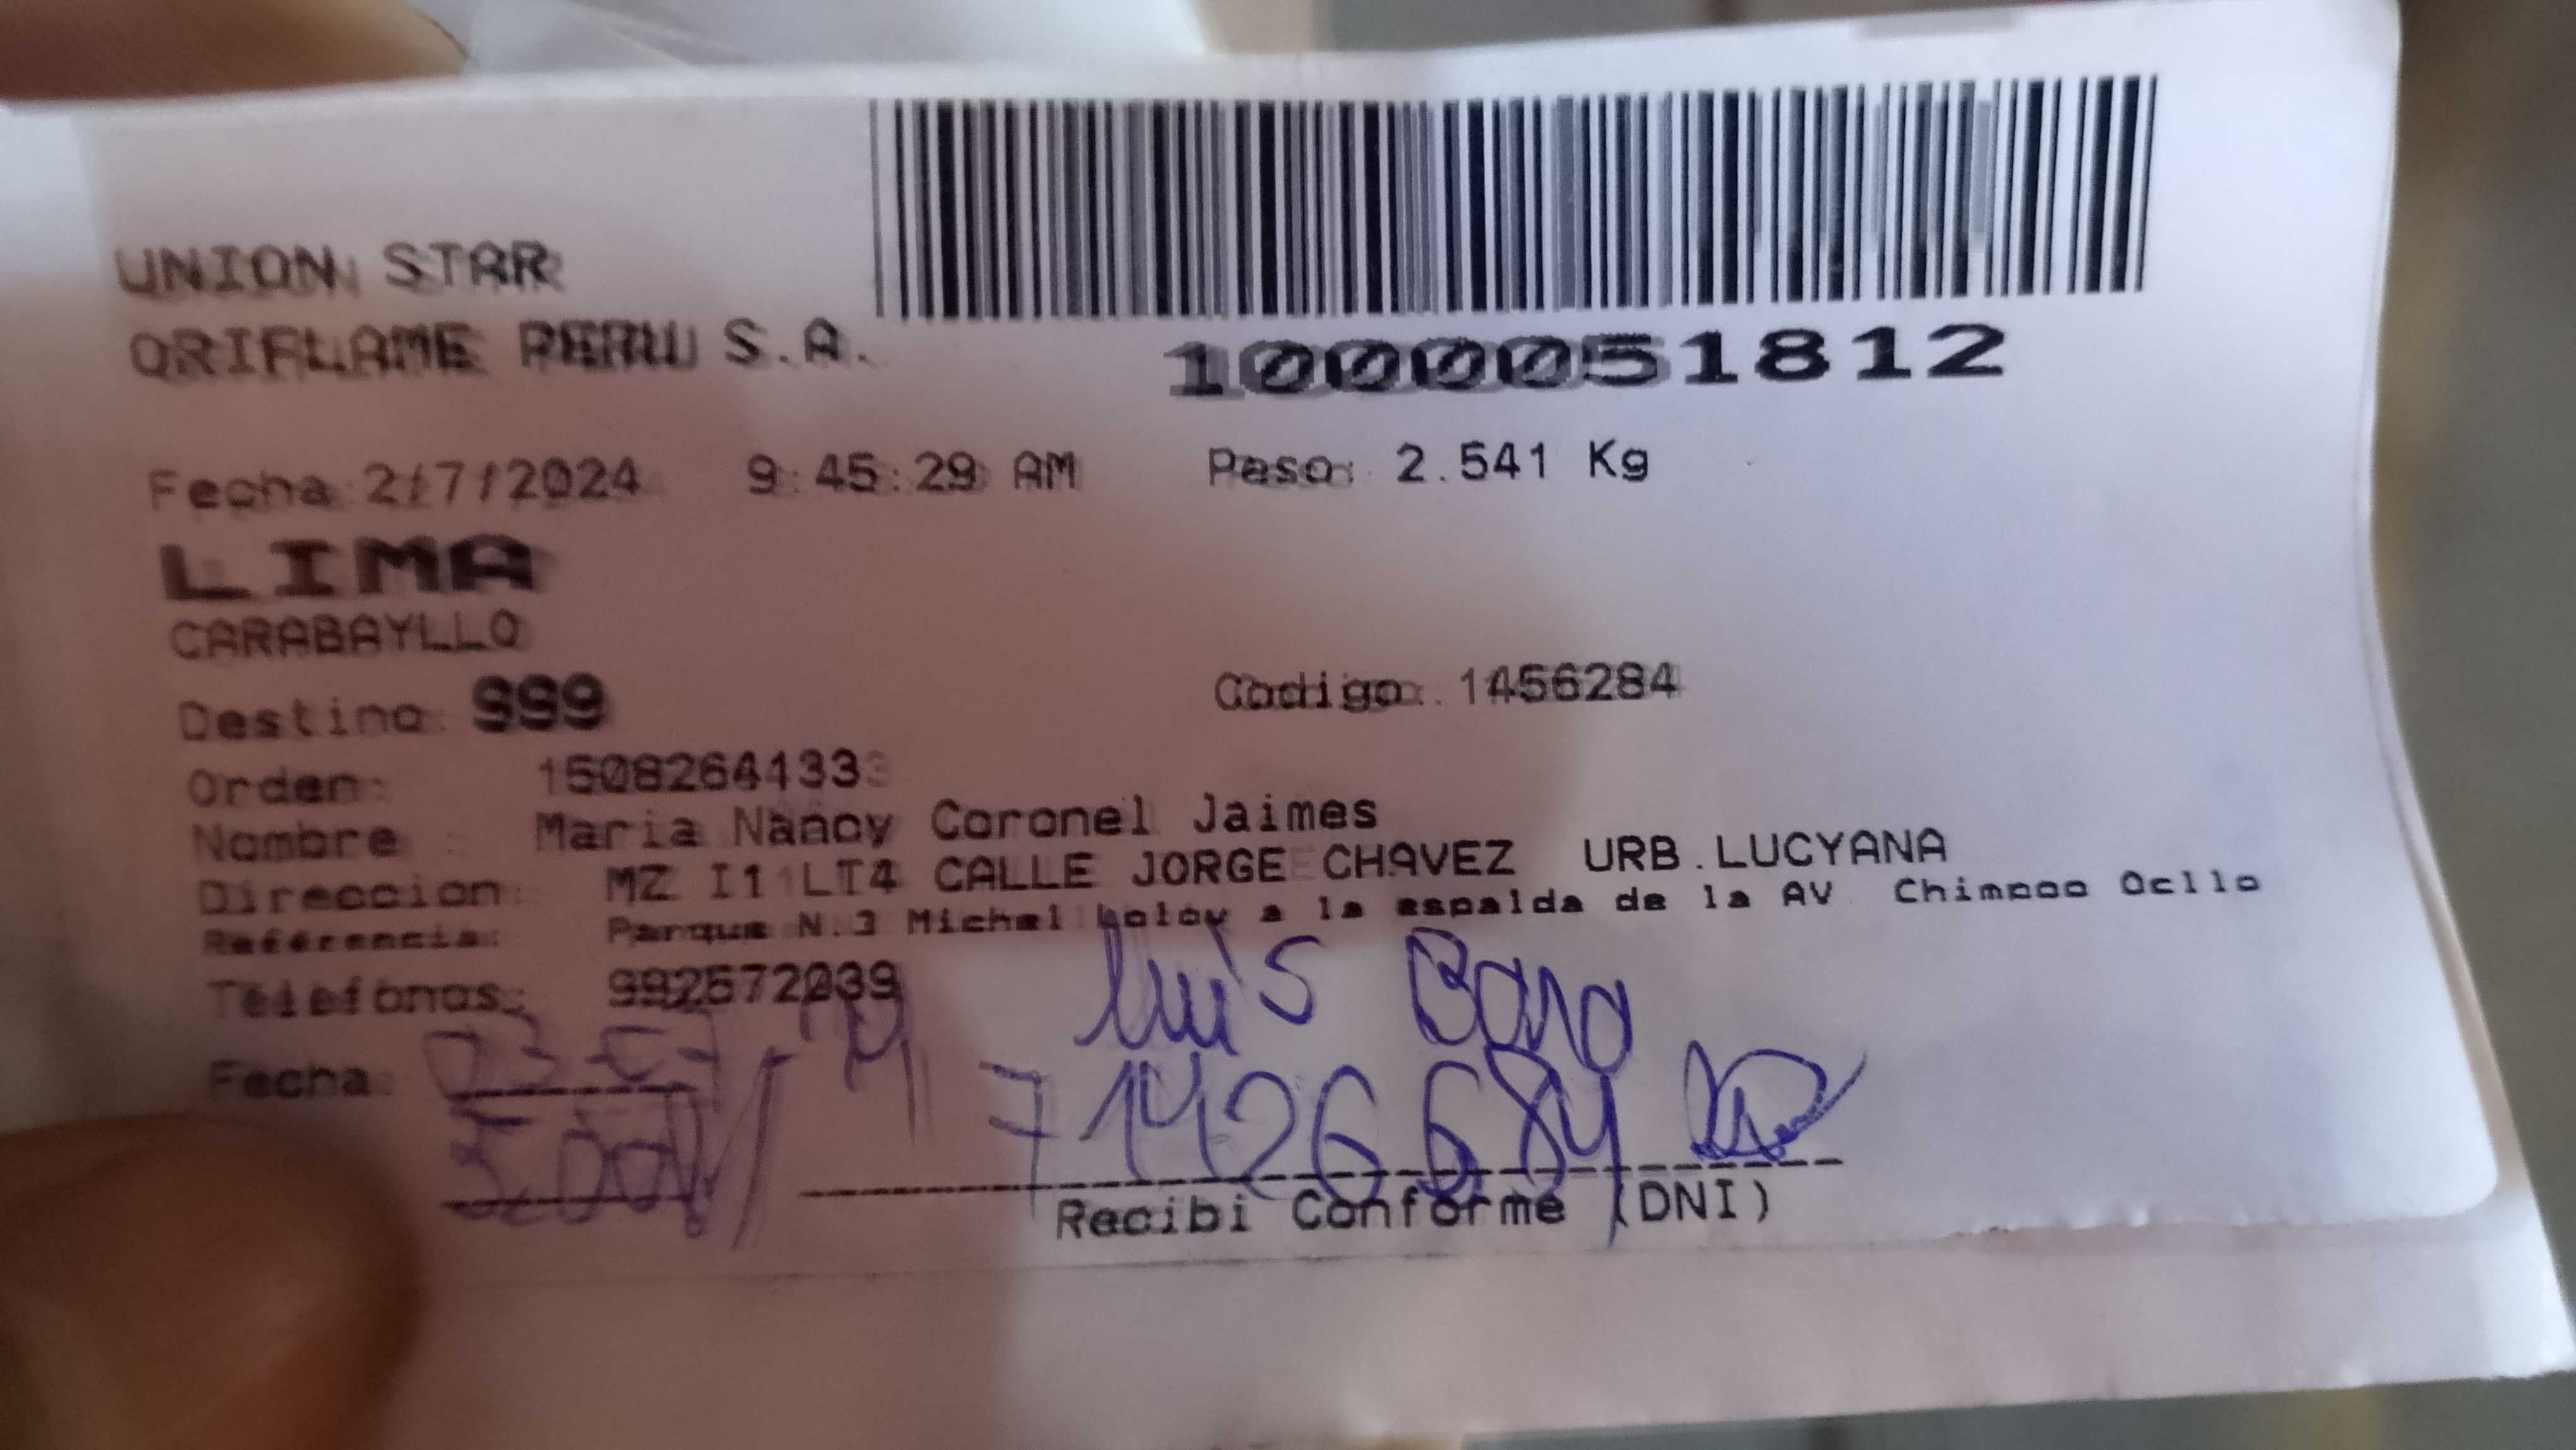 UNION STAR
ORIFLAME PERU S.A.
1000051812
Fecha:2/7/2024 9:45:29 AM Peso: 2.541 Kg
LIMA
CARABAYLLO
Destino: 999 Codigo: 1456284
Orden: 1508264133
Nombre : Maria Nancy Coronel Jaimes
Direccion: MZ I1 LT4 CALLE JORGE CHAVEZ URB.LUCYANA
Referencia: Parque N.3 Michel a la espalda de la AV Chimpoo Ocllo
Telefonos: 992572039
Luis
Fecha: 71426684
Recibi Conforme (DNI)